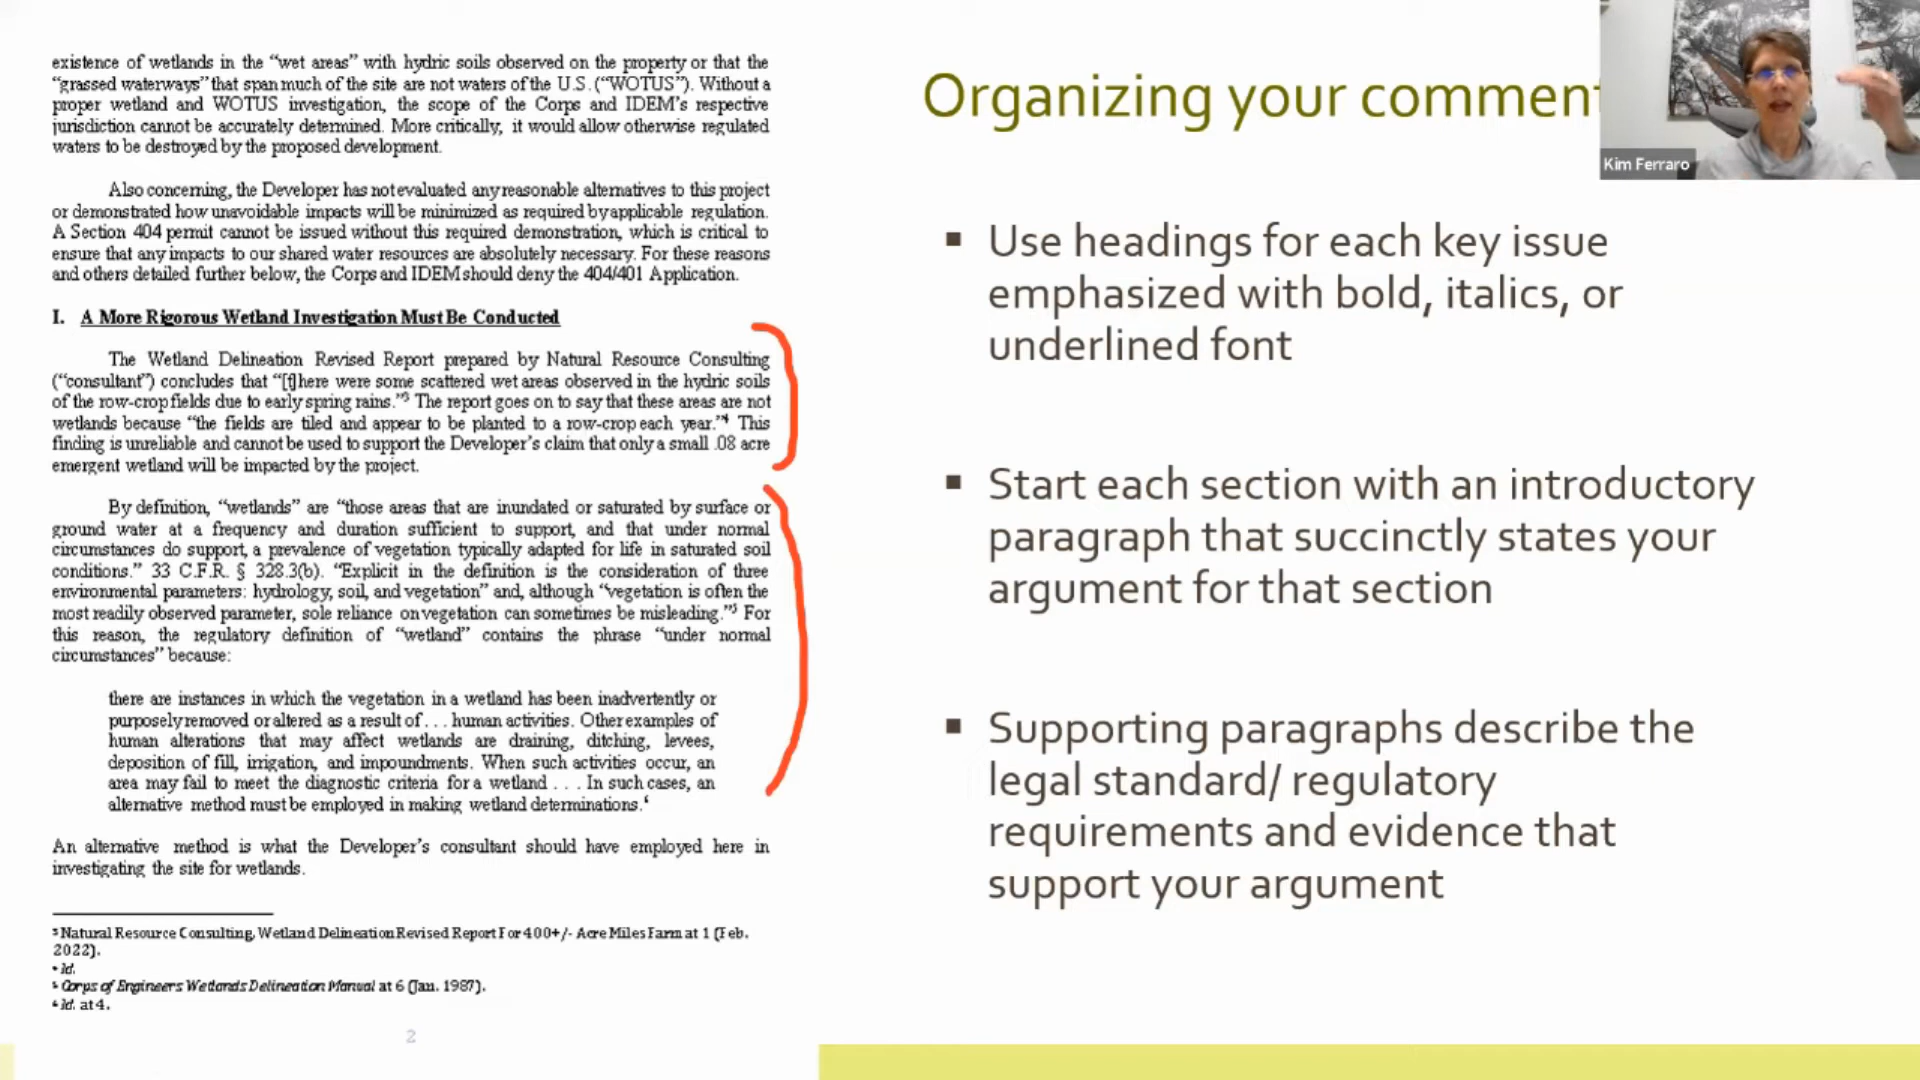 existence of wetlands in the “wet areas” with hydric soils observed on the property or that the
“grassed waterways” that span much of the site are not waters of the U.S. (“WOTUS”). Without a
proper wetland and WOTUS investigation, the scope of the Corps and IDEM’s respective
jurisdiction cannot be accurately determined. More critically, it would allow otherwise regulated
waters to be destroyed by the proposed development.
Also concerning, the Developer has not evaluated any reasonable alternatives to this project
or demonstrated how unavoidable impacts will be minimized as required by applicable regulation.
A Section 404 permit cannot be issued without this required demonstration, which is critical to
ensure that any impacts to our shared water resources are absolutely necessary. For these reasons
and others detailed further below, the Corps and IDEM should deny the 404/401 Application.
I. A More Rigorous Wetland Investigation Must Be Conducted
The Wetland Delineation Revised Report prepared by Natural Resource Consulting
(“consultant”) concludes that “[t]here were some scattered wet areas observed in the hydric soils
of the row-crop fields due to early spring rains.”³ The report goes on to say that these areas are not
wetlands because “the fields are tiled and appear to be planted to a row-crop each year.”⁴ This
finding is unreliable and cannot be used to support the Developer’s claim that only a small .08 acre
emergent wetland will be impacted by the project.
By definition, “wetlands” are “those areas that are inundated or saturated by surface or
ground water at a frequency and duration sufficient to support, and that under normal
circumstances do support, a prevalence of vegetation typically adapted for life in saturated soil
conditions.” 33 C.F.R. § 328.3(b). “Explicit in the definition is the consideration of three
environmental parameters: hydrology, soil, and vegetation” and, although “vegetation is often the
most readily observed parameter, sole reliance on vegetation can sometimes be misleading.”⁵ For
this reason, the regulatory definition of “wetland” contains the phrase “under normal
circumstances” because:
there are instances in which the vegetation in a wetland has been inadvertently or
purposely removed or altered as a result of . . . human activities. Other examples of
human alterations that may affect wetlands are draining, ditching, levees,
deposition of fill, irrigation, and impoundments. When such activities occur, an
area may fail to meet the diagnostic criteria for a wetland . . . In such cases, an
alternative method must be employed in making wetland determinations.⁶
An alternative method is what the Developer’s consultant should have employed here in
investigating the site for wetlands.
³ Natural Resource Consulting, Wetland Delineation Revised Report For 400+/- Acre Miles Farm at 1 (Feb.
2022).
⁴ Id.
⁵ Corps of Engineers Wetlands Delineation Manual at 6 (Jan. 1987).
⁶ Id. at 4.
2
Organizing your comment
Kim Ferraro
▪ Use headings for each key issue
emphasized with bold, italics, or
underlined font
▪ Start each section with an introductory
paragraph that succinctly states your
argument for that section
▪ Supporting paragraphs describe the
legal standard/ regulatory
requirements and evidence that
support your argument